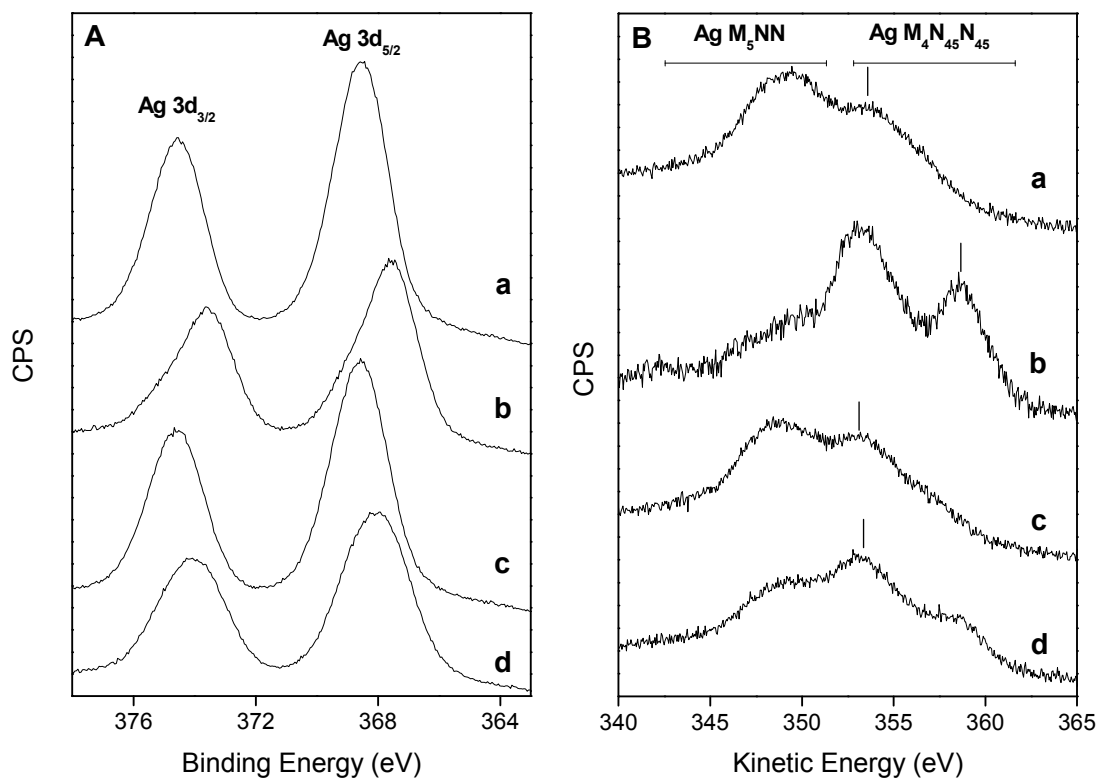 A
Ag 3d3/2
Ag 3d5/2
a
b
c
d
CPS
376 372 368 364
Binding Energy (eV)
B
Ag M5NN
Ag M4N45N45
a
b
c
d
CPS
340 345 350 355 360 365
Kinetic Energy (eV)